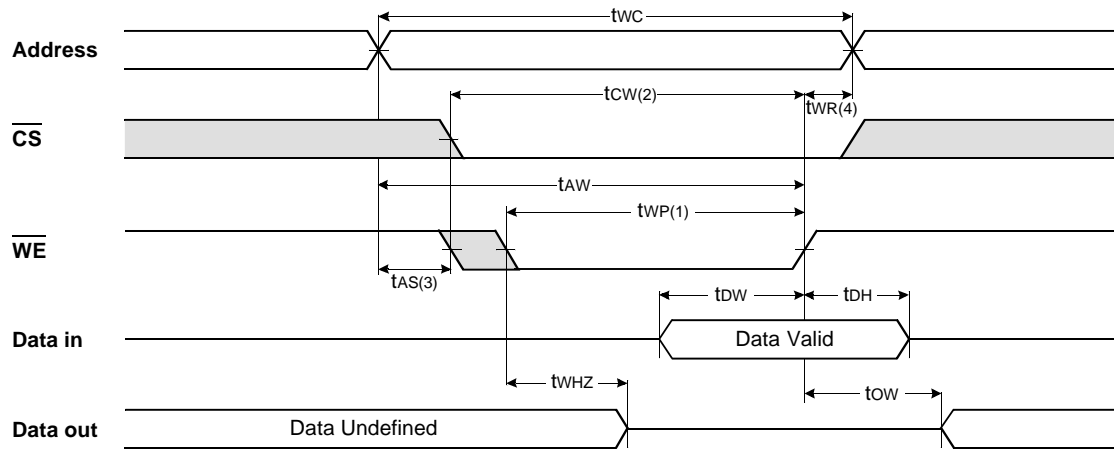 tWC
Address
tCW(2)
tWR(4)
CS
tAW
tWP(1)
WE
tAS(3)
tDW
tDH
Data in
Data Valid
tWHZ
tOW
Data out
Data Undefined